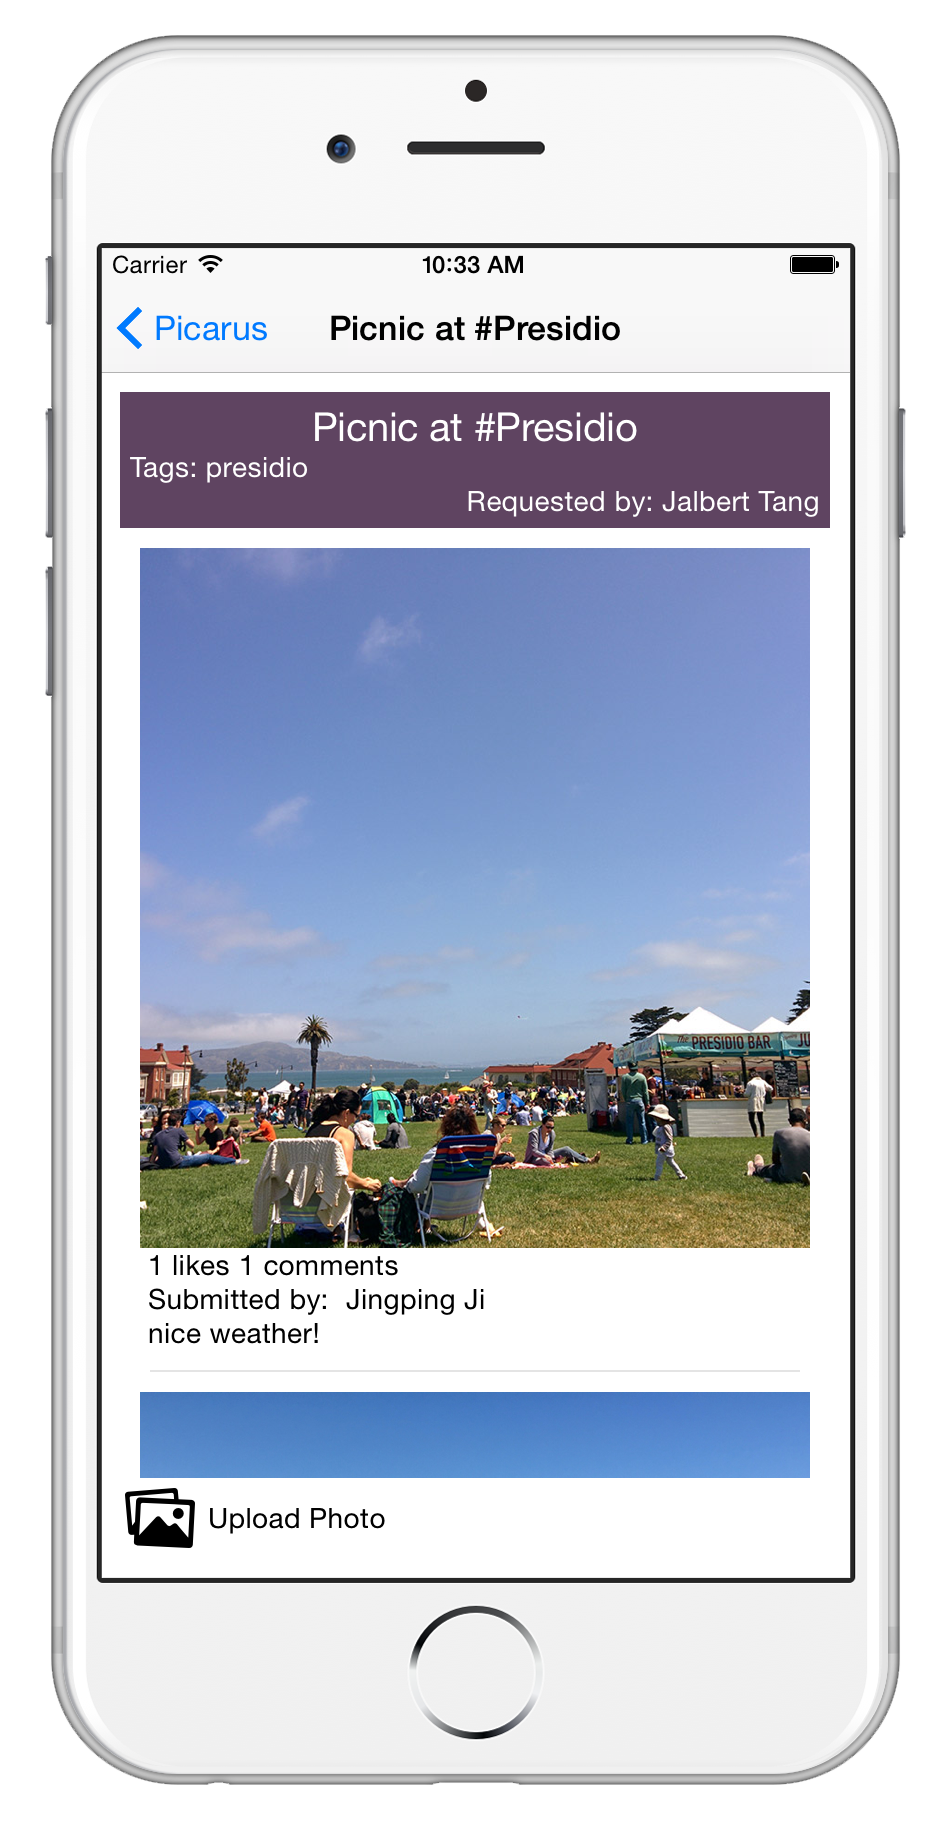 Carrier 10:33 AM
Picarus Picnic at #Presidio
Picnic at #Presidio
Tags: presidio
Requested by: Jalbert Tang
The PRESIDIO BAR JU
1 likes 1 comments
Submitted by: Jingping Ji
nice weather!
Upload Photo